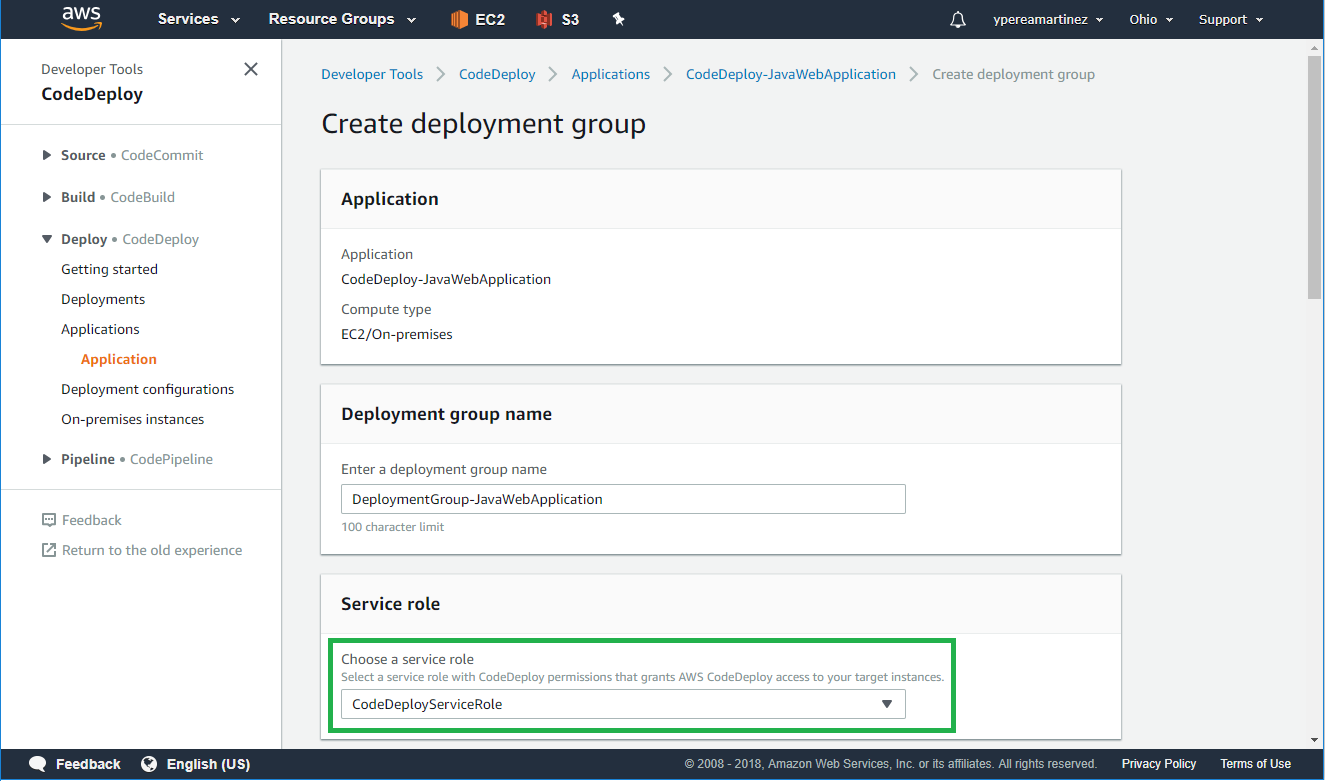 aws Services Resource Groups EC2 S3 ypereamartinez Ohio Support
Developer Tools
CodeDeploy
Source • CodeCommit
Build • CodeBuild
Deploy • CodeDeploy
Getting started
Deployments
Applications
Application
Deployment configurations
On-premises instances
Pipeline • CodePipeline
Feedback
Return to the old experience
Developer Tools CodeDeploy Applications CodeDeploy-JavaWebApplication Create deployment group
Create deployment group
Application
Application
CodeDeploy-JavaWebApplication
Compute type
EC2/On-premises
Deployment group name
Enter a deployment group name
DeploymentGroup-JavaWebApplication
100 character limit
Service role
Choose a service role
Select a service role with CodeDeploy permissions that grants AWS CodeDeploy access to your target instances.
CodeDeployServiceRole
Feedback English (US) © 2008 - 2018, Amazon Web Services, Inc. or its affiliates. All rights reserved. Privacy Policy Terms of Use